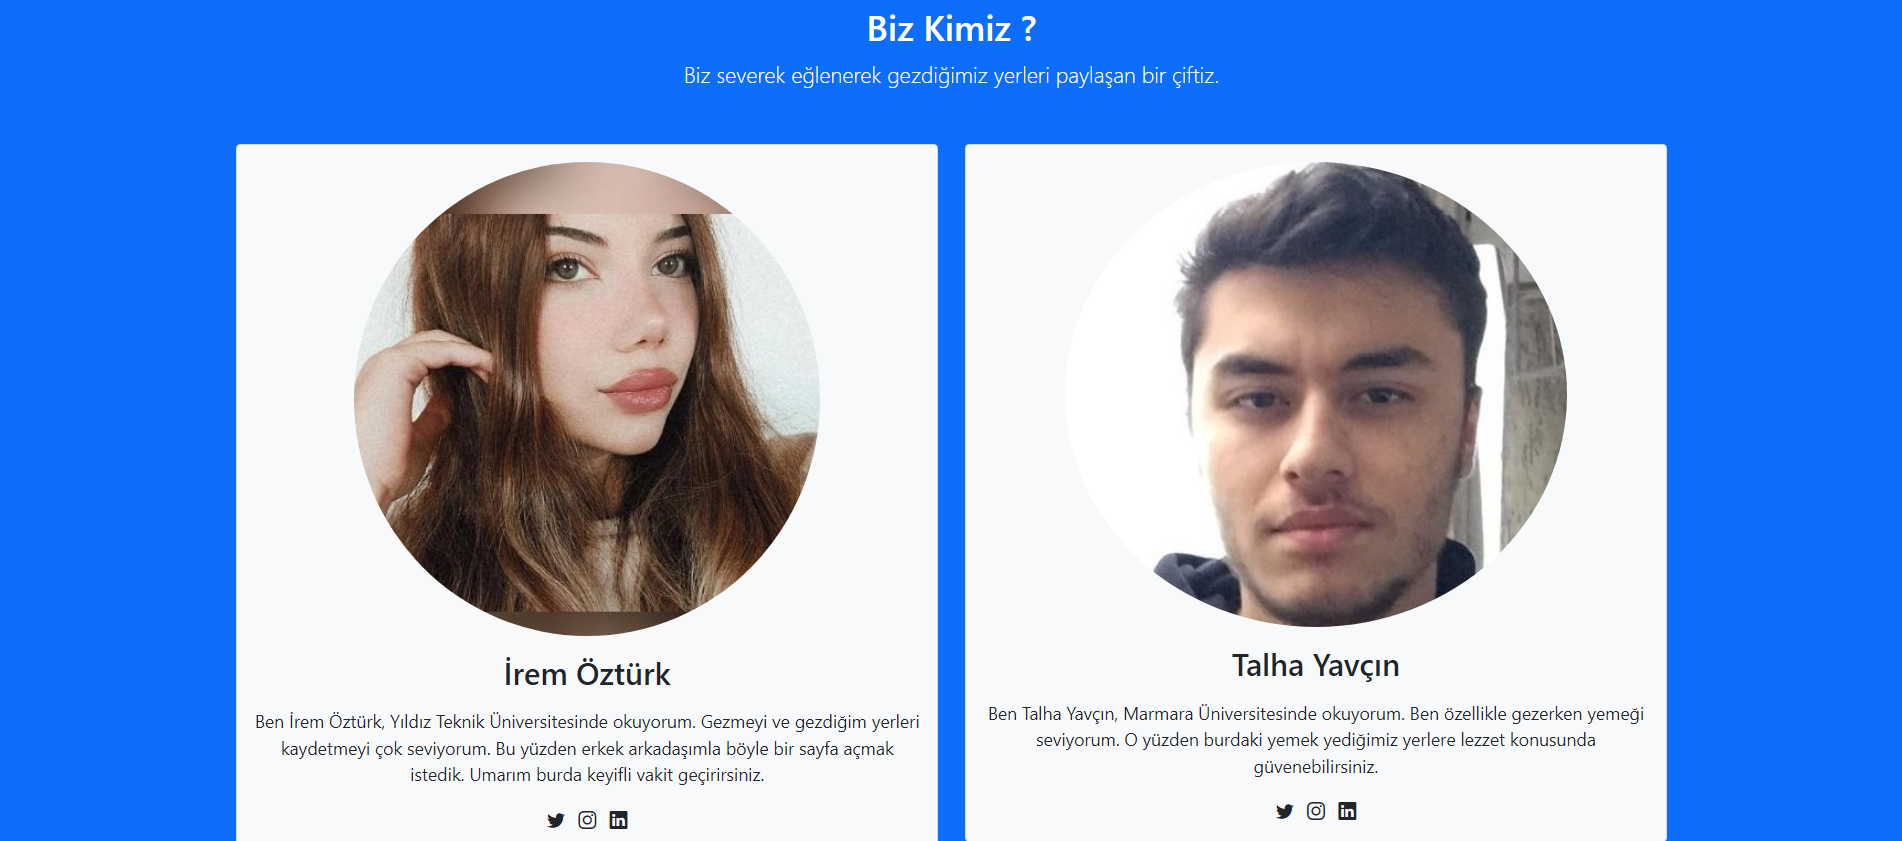 Biz Kimiz ?
Biz severek eğlenerek gezdiğimiz yerleri paylaşan bir çiftiz.
İrem Öztürk
Ben İrem Öztürk, Yıldız Teknik Üniversitesinde okuyorum. Gezmeyi ve gezdiğim yerleri
kaydetmeyi çok seviyorum. Bu yüzden erkek arkadaşımla böyle bir sayfa açmak
istedik. Umarım burda keyifli vakit geçirirsiniz.
Talha Yavçın
Ben Talha Yavçın, Marmara Üniversitesinde okuyorum. Ben özellikle gezerken yemeği
seviyorum. O yüzden burdaki yemek yediğimiz yerlere lezzet konusunda
güvenebilirsiniz.